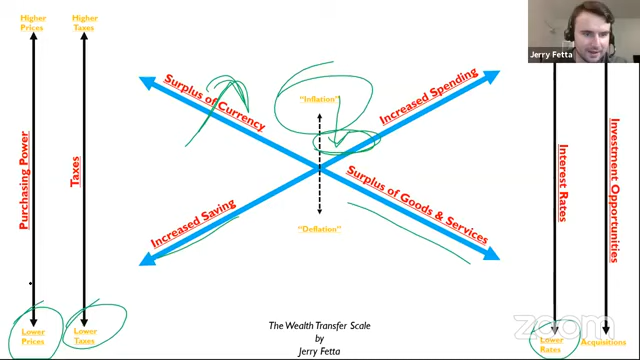 Higher
Prices
Higher
Taxes
Jerry Fetta
Surplus of Currency
"Inflation"
Increased Spending
Purchasing Power
Taxes
Interest Rates
Investment Opportunities
Increased Saving
Surplus of Goods & Services
"Deflation"
Lower
Prices
Lower
Taxes
The Wealth Transfer Scale
by
Jerry Fetta
Lower
Rates
Acquisitions
zoom